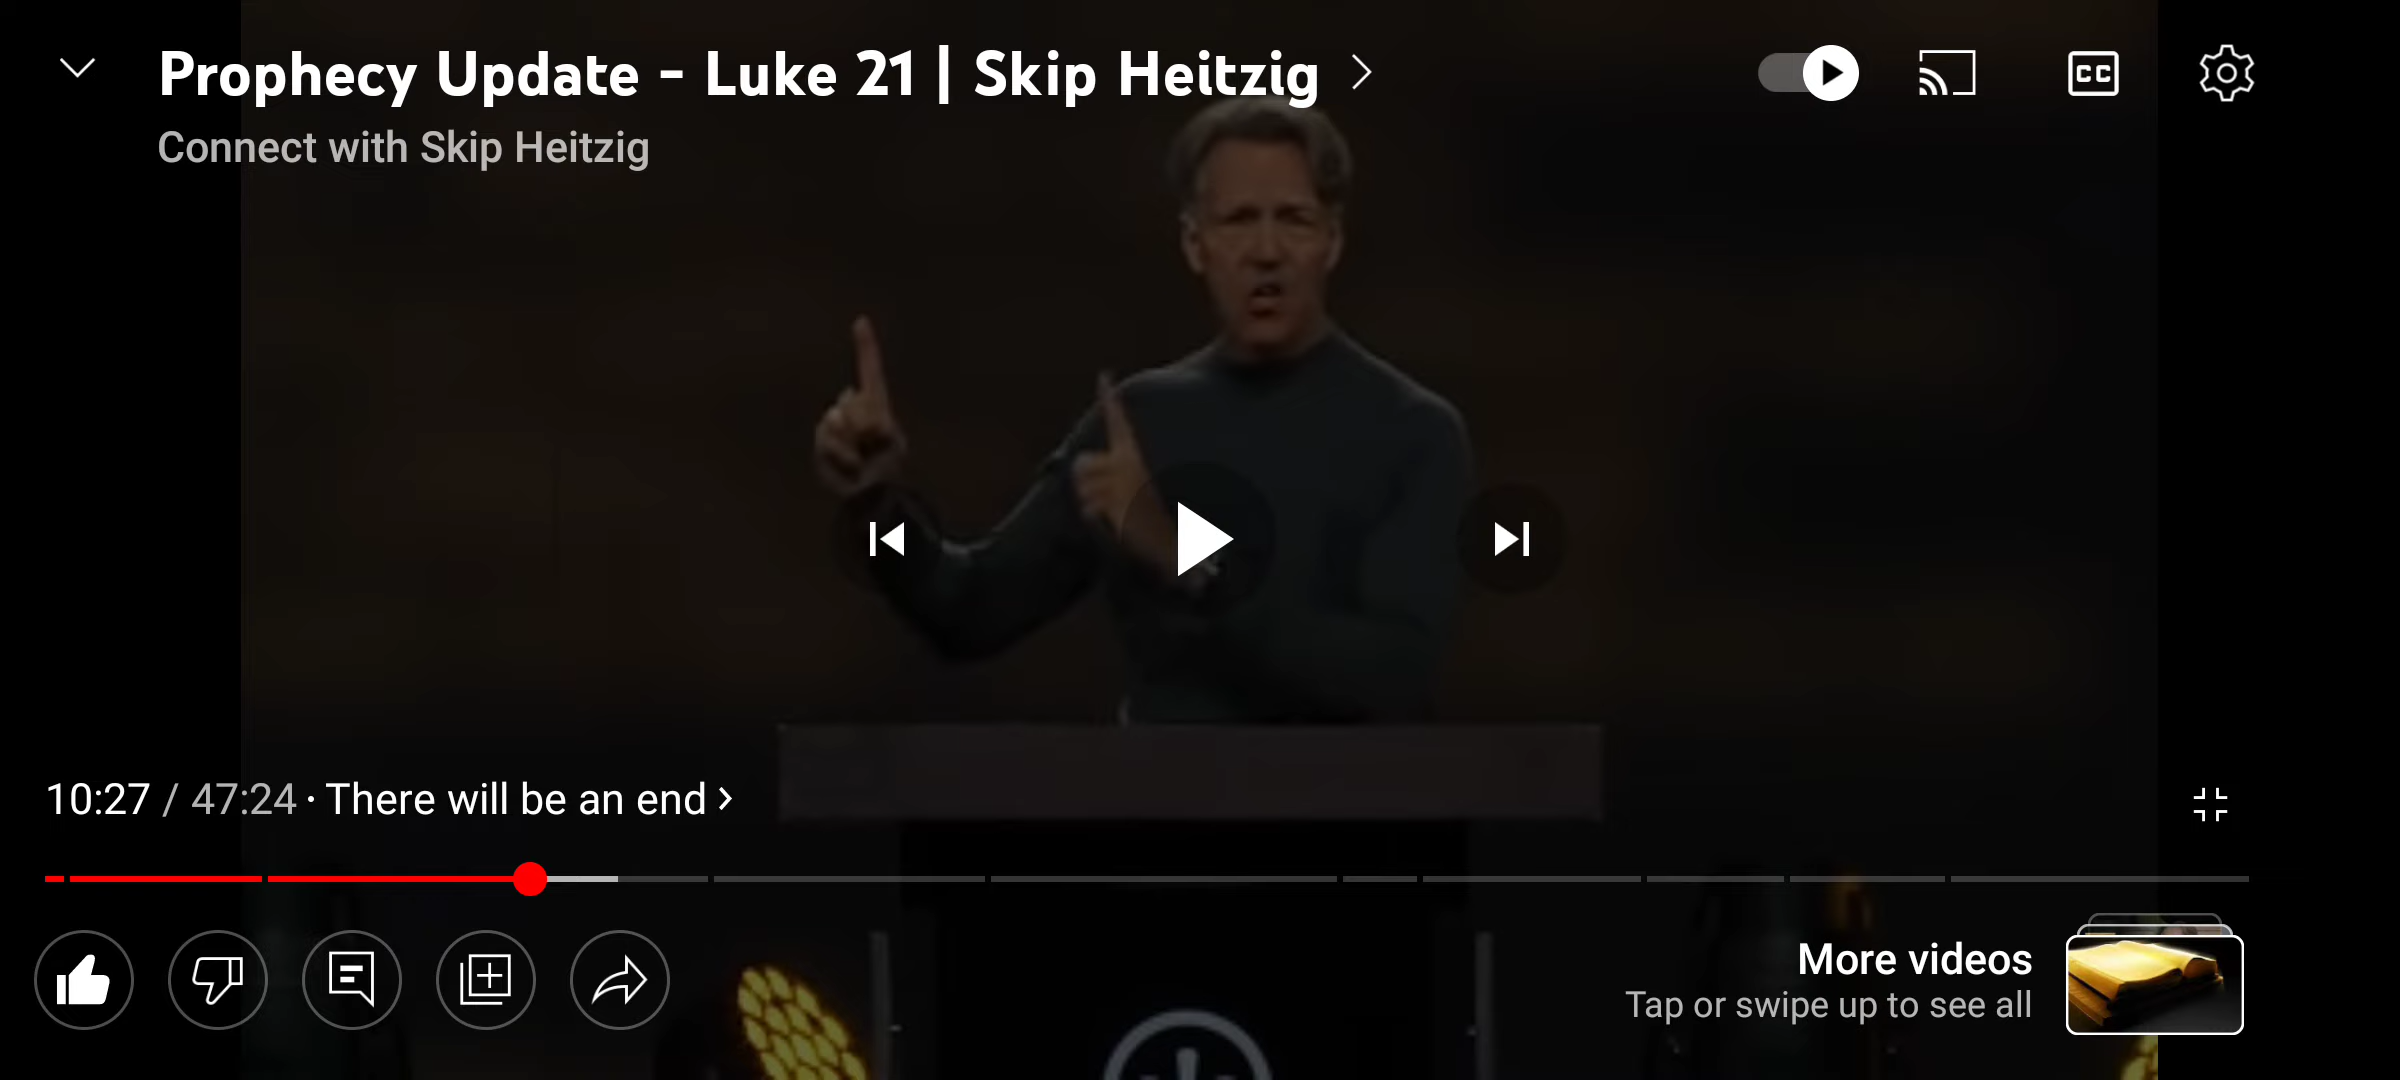 Prophecy Update - Luke 21 | Skip Heitzig
Connect with Skip Heitzig
CC
10:27 / 47:24 · There will be an end
More videos
Tap or swipe up to see all